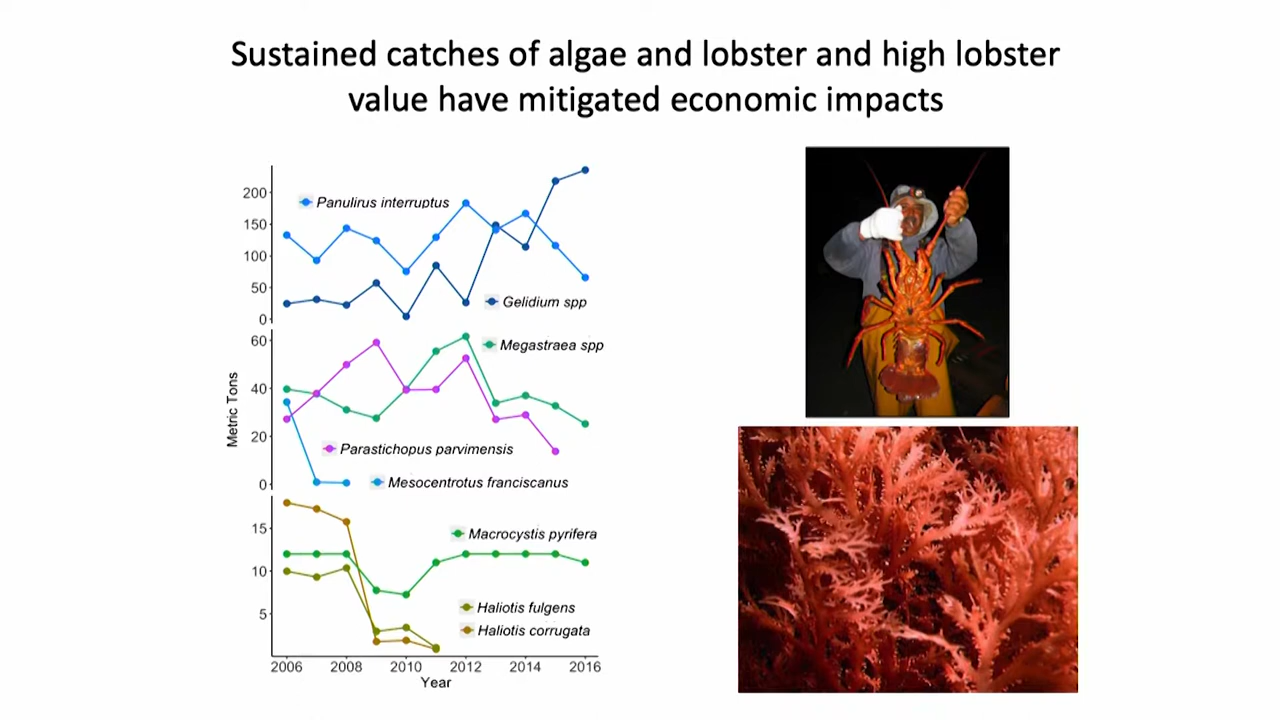 Sustained catches of algae and lobster and high lobster
value have mitigated economic impacts
Metric Tons
200
150
100
50
0
Panulirus interruptus
Gelidium spp
60
40
20
0
Megastraea spp
Parastichopus parvimensis
Mesocentrotus franciscanus
15
10
5
Macrocystis pyrifera
Haliotis fulgens
Haliotis corrugata
2006 2008 2010 2012 2014 2016
Year